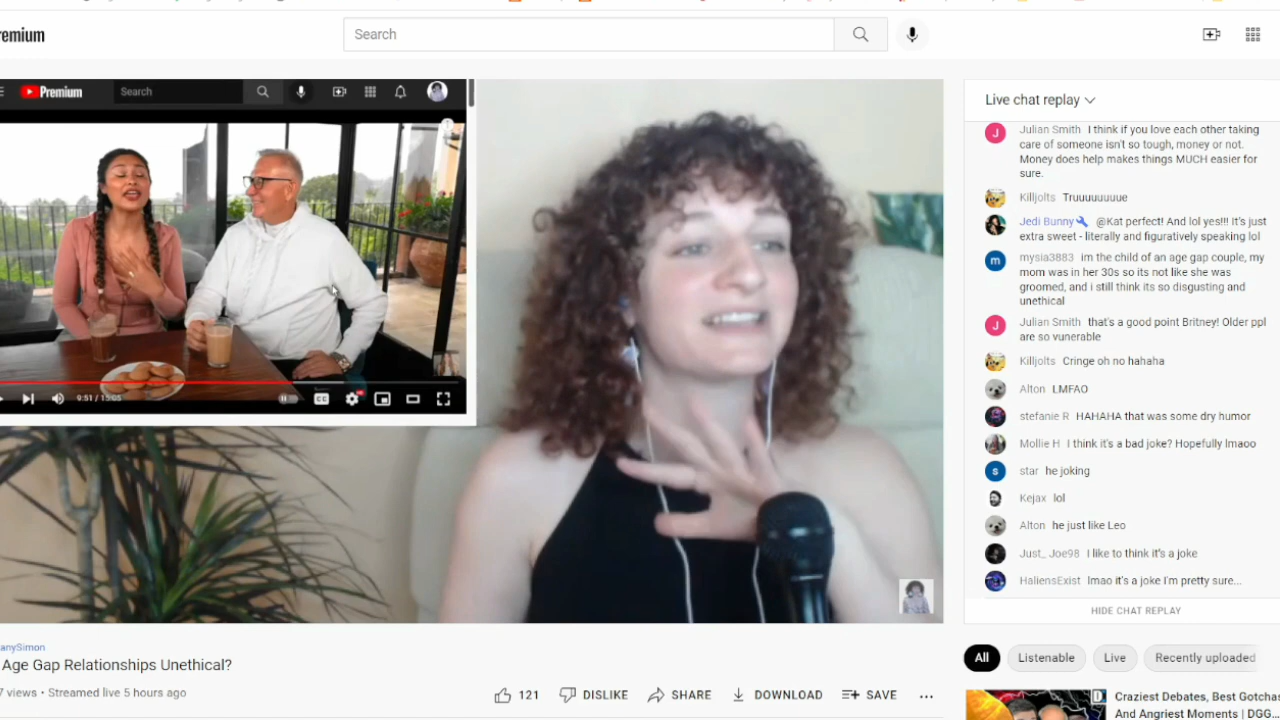 remium
Search
Premium
Search
9:51 / 15:05
Live chat replay
Julian Smith I think if you love each other taking
care of someone isn't so tough, money or not.
Money does help makes things MUCH easier for
sure.
Killjolts Truuuuuuuue
Jedi Bunny @Kat perfect! And lol yes!!! It's just
extra sweet - literally and figuratively speaking lol
mysia3883 im the child of an age gap couple, my
mom was in her 30s so its not like she was
groomed, and i still think its so disgusting and
unethical
Julian Smith that's a good point Britney! Older ppl
are so vunerable
Killjolts Cringe oh no hahaha
Alton LMFAO
stefanie R HAHAHA that was some dry humor
Mollie H I think it's a bad joke? Hopefully lmaoo
star he joking
Kejax lol
Alton he just like Leo
Just_ Joe98 I like to think it's a joke
HaliensExist lmao it's a joke I'm pretty sure...
HIDE CHAT REPLAY
anySimon
Age Gap Relationships Unethical?
7 views • Streamed live 5 hours ago
121
DISLIKE
SHARE
DOWNLOAD
SAVE
All
Listenable
Live
Recently uploaded
Craziest Debates, Best Gotchas
And Angriest Moments | DGG...